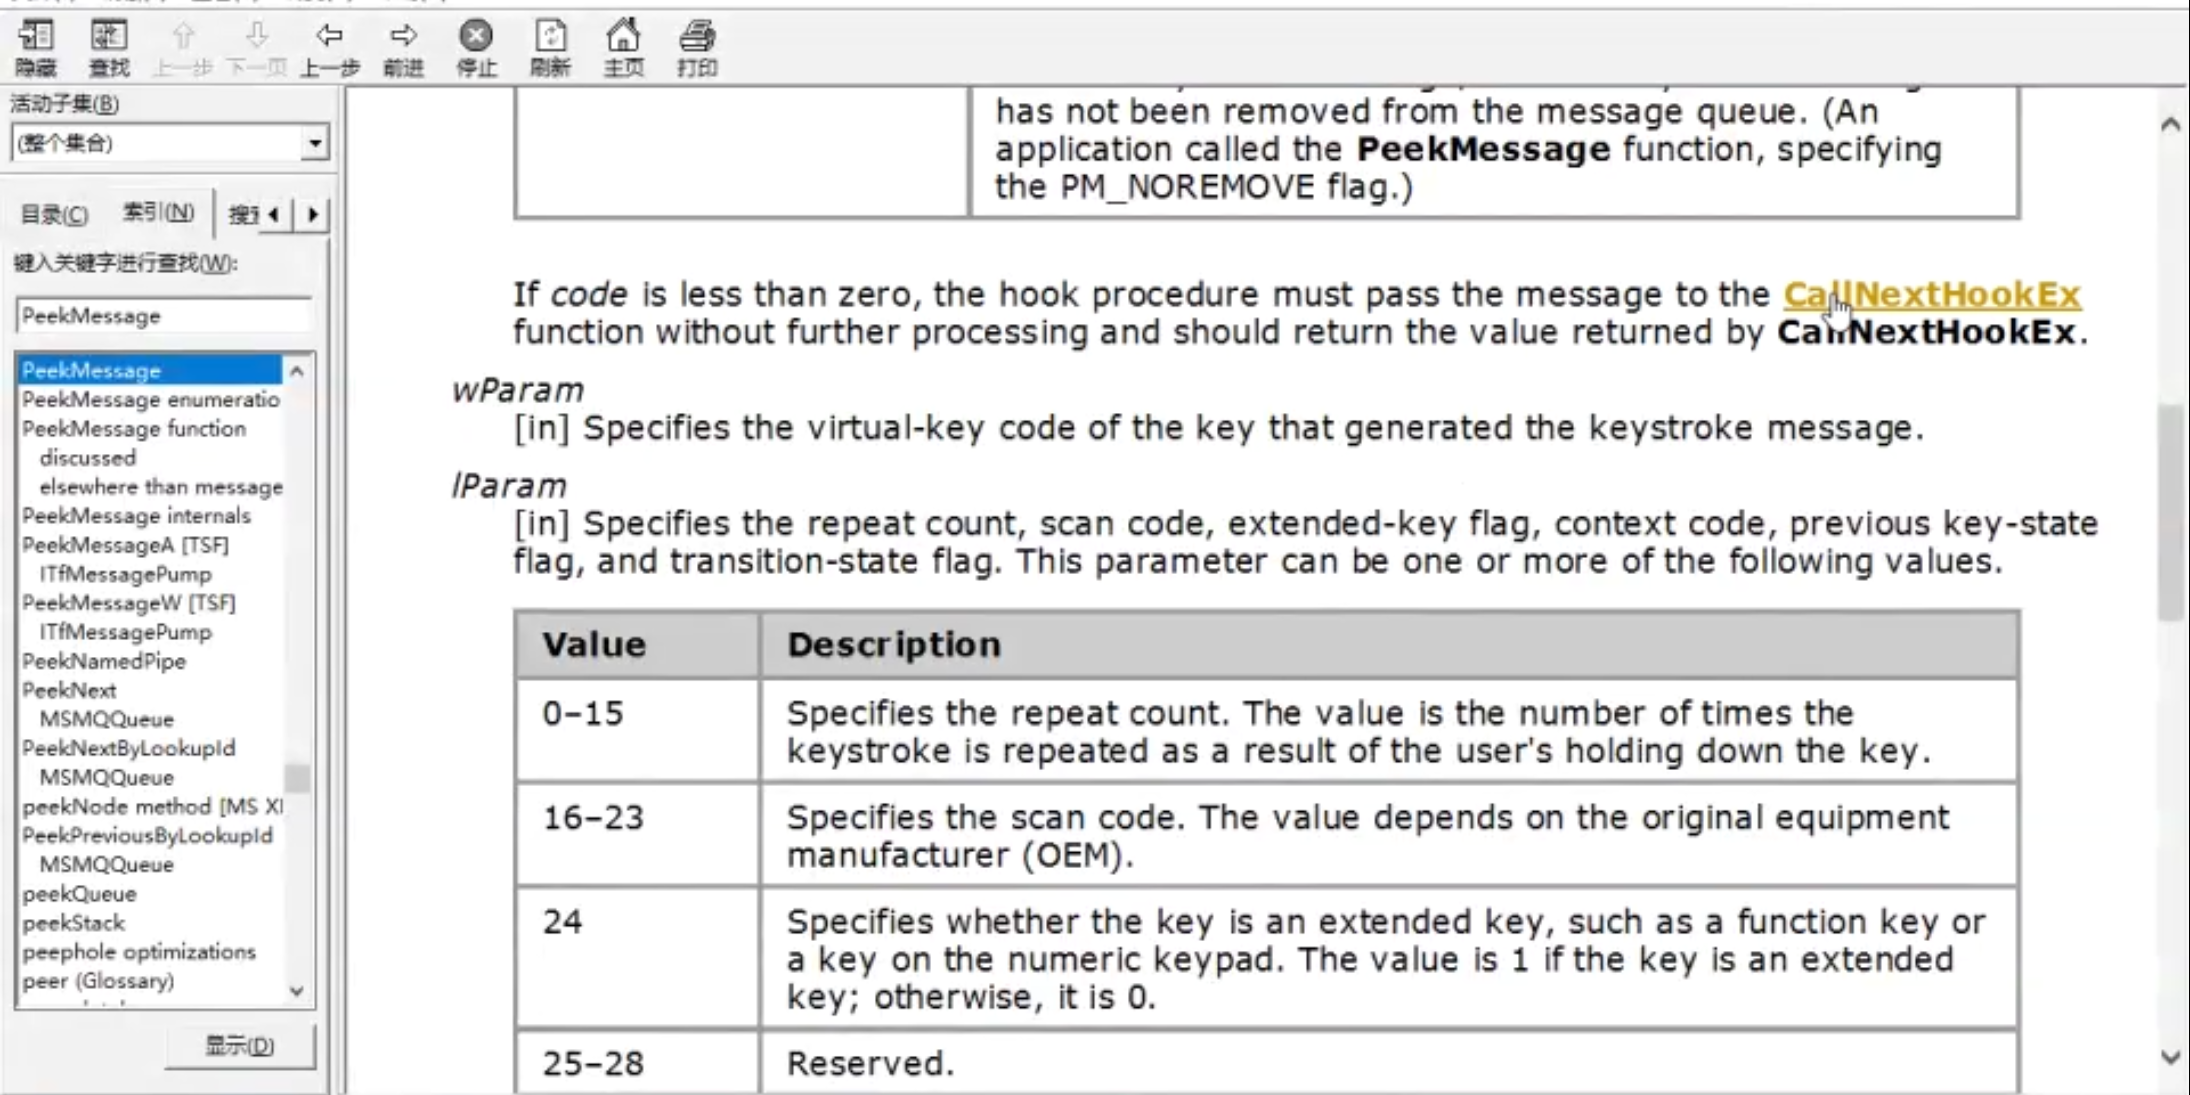 隐藏 查找 上一步 下一页 上一步 前进 停止 刷新 主页 打印
活动子集(B)
(整个集合)
目录(C) 索引(N)
键入关键字进行查找(W):
PeekMessage
PeekMessage
PeekMessage enumeratio
PeekMessage function
discussed
elsewhere than message
PeekMessage internals
PeekMessageA [TSF]
ITfMessagePump
PeekMessageW [TSF]
ITfMessagePump
PeekNamedPipe
PeekNext
MSMQQueue
PeekNextByLookupId
MSMQQueue
peekNode method [MS XI
PeekPreviousByLookupId
MSMQQueue
peekQueue
peekStack
peephole optimizations
peer (Glossary)
显示(D)
has not been removed from the message queue. (An
application called the PeekMessage function, specifying
the PM_NOREMOVE flag.)
If code is less than zero, the hook procedure must pass the message to the CallNextHookEx
function without further processing and should return the value returned by CallNextHookEx.
wParam
[in] Specifies the virtual-key code of the key that generated the keystroke message.
lParam
[in] Specifies the repeat count, scan code, extended-key flag, context code, previous key-state
flag, and transition-state flag. This parameter can be one or more of the following values.
Value Description
0–15 Specifies the repeat count. The value is the number of times the
keystroke is repeated as a result of the user's holding down the key.
16–23 Specifies the scan code. The value depends on the original equipment
manufacturer (OEM).
24 Specifies whether the key is an extended key, such as a function key or
a key on the numeric keypad. The value is 1 if the key is an extended
key; otherwise, it is 0.
25–28 Reserved.